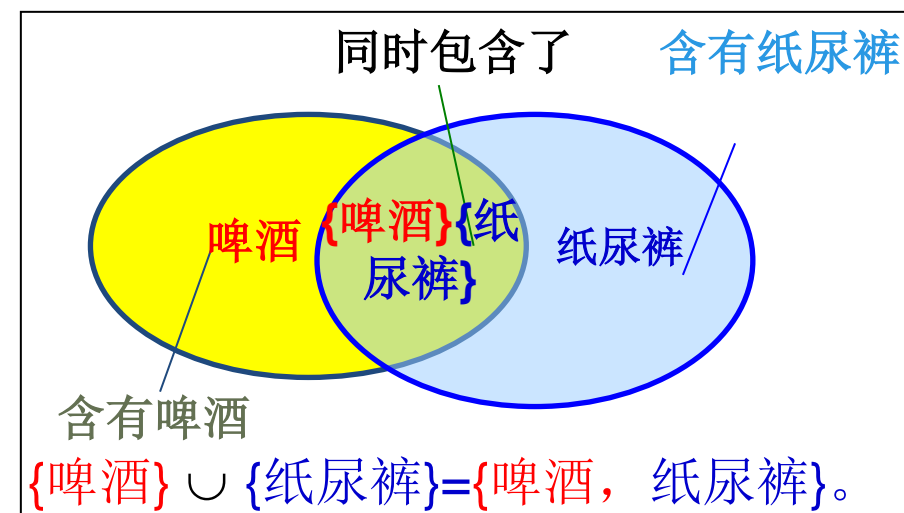 同时包含了
含有纸尿裤
啤酒
{啤酒}{纸
尿裤}
纸尿裤
含有啤酒
{啤酒} ∪ {纸尿裤}={啤酒，纸尿裤}。